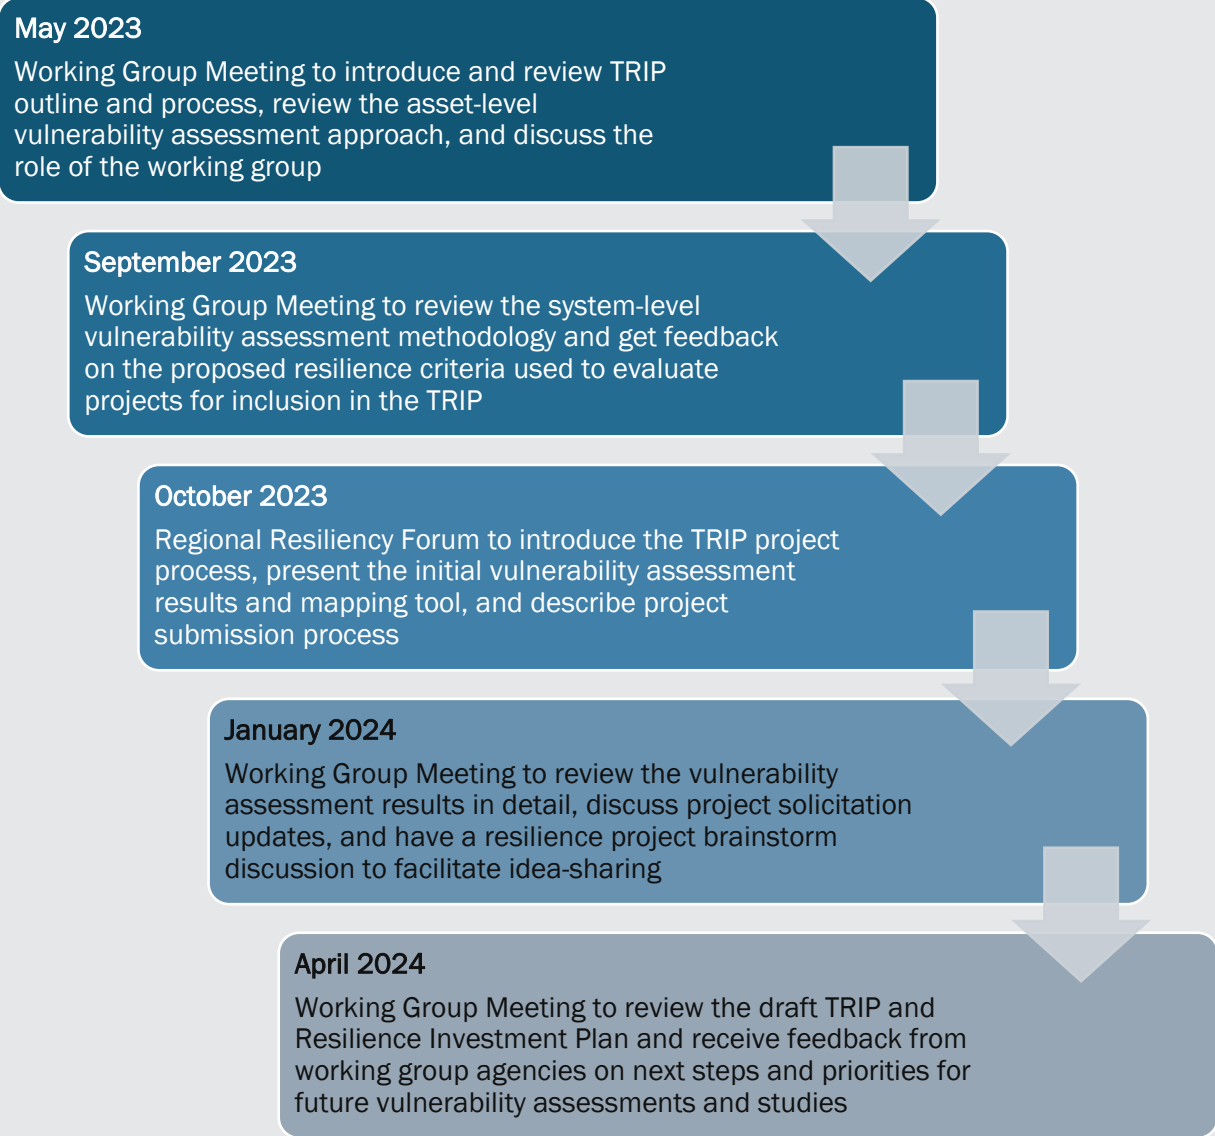 May 2023
Working Group Meeting to introduce and review TRIP
outline and process, review the asset-level
vulnerability assessment approach, and discuss the
role of the working group
September 2023
Working Group Meeting to review the system-level
vulnerability assessment methodology and get feedback
on the proposed resilience criteria used to evaluate
projects for inclusion in the TRIP
October 2023
Regional Resiliency Forum to introduce the TRIP project
process, present the initial vulnerability assessment
results and mapping tool, and describe project
submission process
January 2024
Working Group Meeting to review the vulnerability
assessment results in detail, discuss project solicitation
updates, and have a resilience project brainstorm
discussion to facilitate idea-sharing
April 2024
Working Group Meeting to review the draft TRIP and
Resilience Investment Plan and receive feedback from
working group agencies on next steps and priorities for
future vulnerability assessments and studies